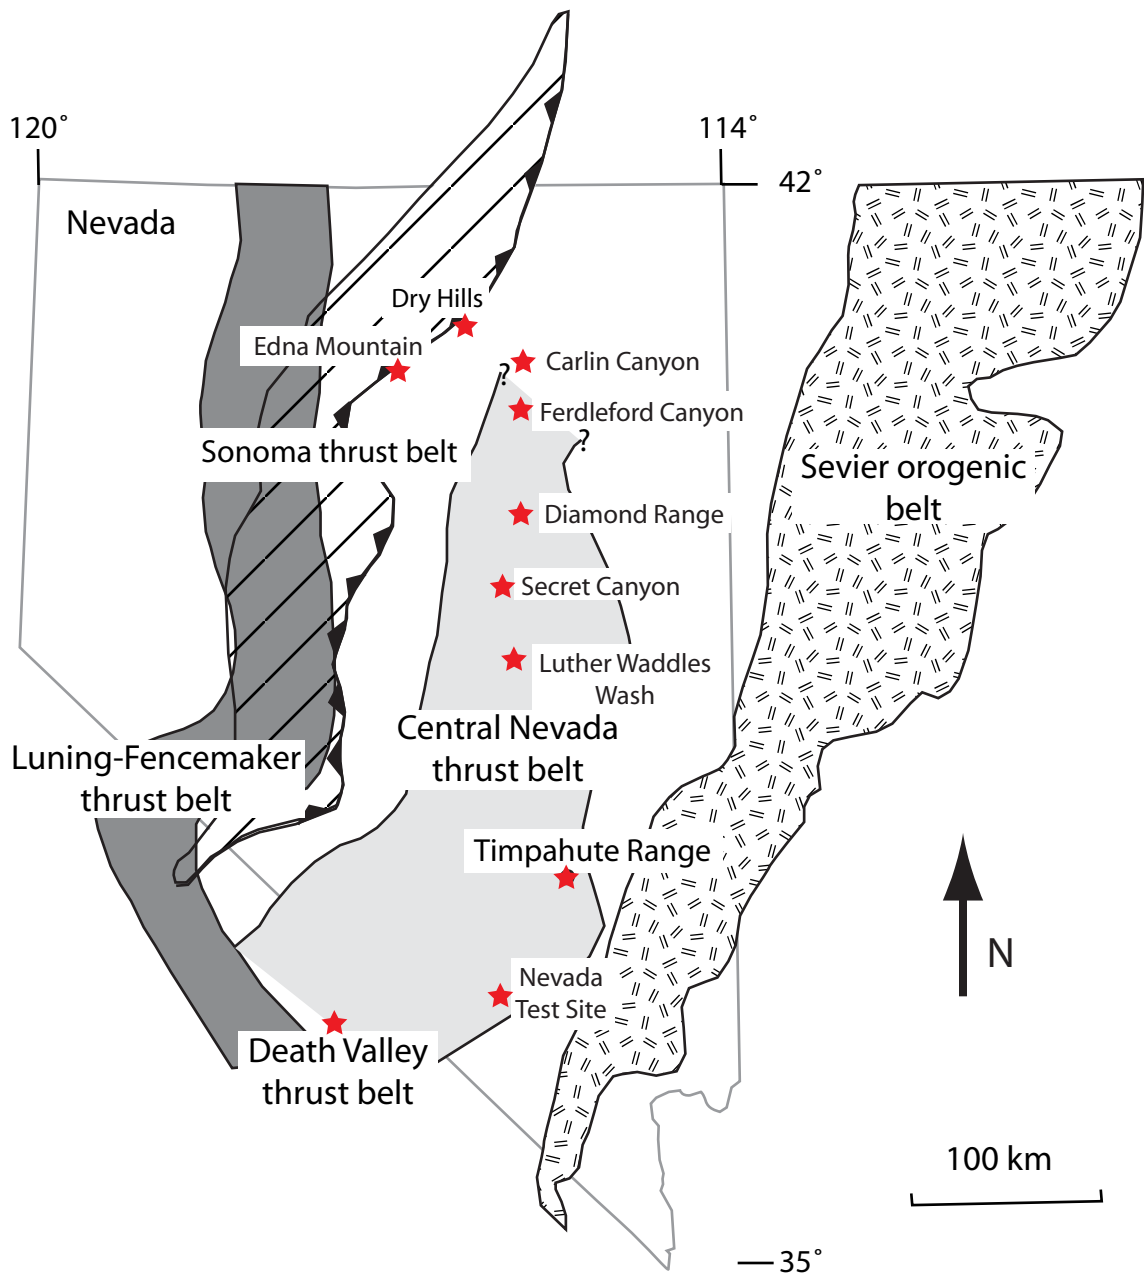 120˚
114˚
42˚
Nevada
Dry Hills
Edna Mountain
Carlin Canyon
?
Ferdleford Canyon
?
Sonoma thrust belt
Sevier orogenic
belt
Diamond Range
Secret Canyon
Luther Waddles
Wash
Central Nevada
thrust belt
Luning-Fencemaker
thrust belt
Timpahute Range
N
Nevada
Test Site
Death Valley
thrust belt
100 km
35˚